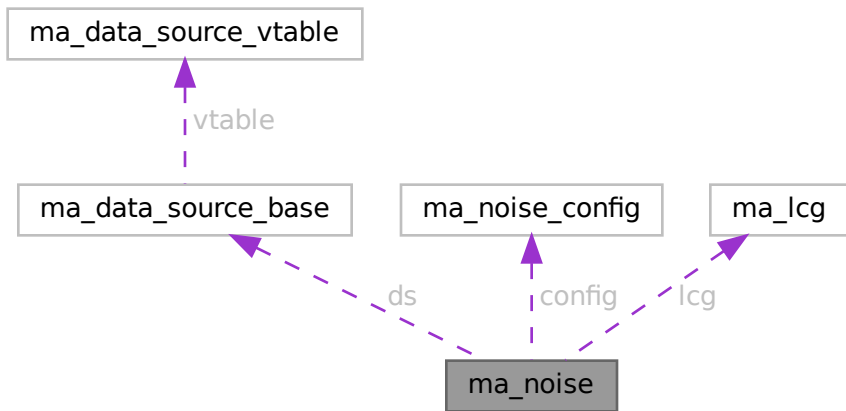 ma_data_source_vtable
vtable
ma_data_source_base
ma_noise_config
ma_lcg
ds
config
lcg
ma_noise